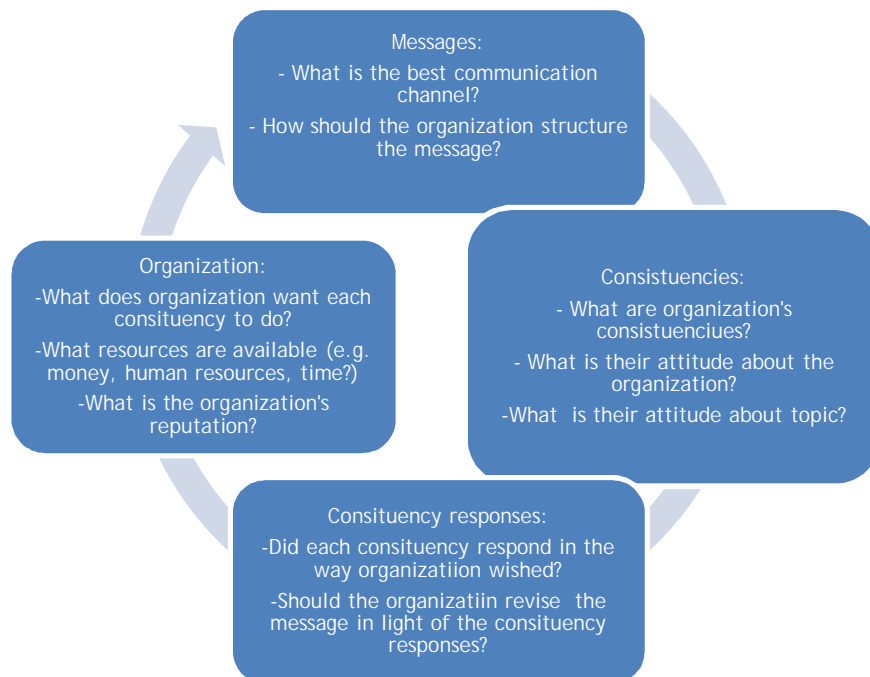 Messages:
- What is the best communication
channel?
- How should the organization structure
the message?
Consistuencies:
- What are organization's
consistuenciues?
- What is their attitude about the
organization?
-What  is their attitude about topic?
Consituency responses:
-Did each consituency respond in the
way organizatiion wished?
-Should the organizatiin revise  the
message in light of the consituency
responses?
Organization:
-What does organization want each
consituency to do?
-What resources are available (e.g.
money, human resources, time?)
-What is the organization's
reputation?